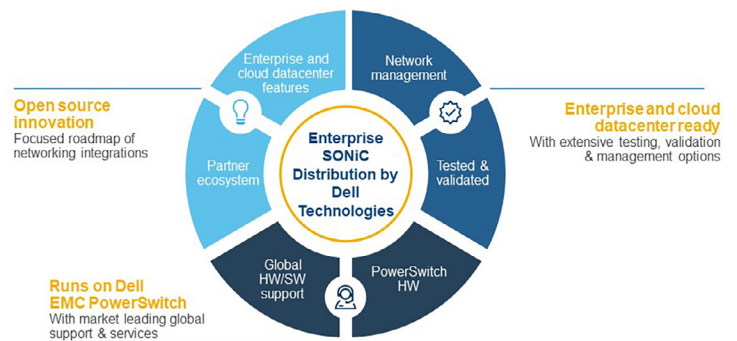 Enterprise and
cloud datacenter
features
Network
management
Open source
innovation
Focused roadmap of
networking integrations
Enterprise and cloud
datacenter ready
With extensive testing, validation
& management options
Partner
ecosystem
Enterprise
SONiC
Distribution by
Dell
Technologies
Tested &
validated
Global
HW/SW
support
PowerSwitch
HW
Runs on Dell
EMC PowerSwitch
With market leading global
support & services